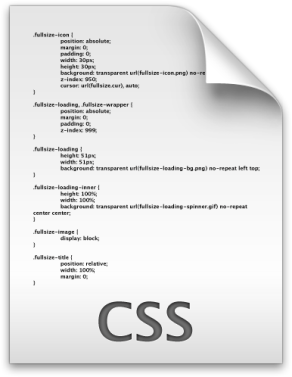 .fullsize-icon {
position: absolute;
margin: 0;
padding: 0;
width: 30px;
height: 30px;
background: transparent url(fullsize-icon.png) no-re
z-index: 950;
cursor: url(fullsize.cur), auto;
}
.fullsize-loading, .fullsize-wrapper {
position: absolute;
margin: 0;
padding: 0;
z-index: 999;
}
.fullsize-loading {
height: 51px;
width: 51px;
background: transparent url(fullsize-loading-bg.png) no-repeat left top;
}
.fullsize-loading-inner {
height: 100%;
width: 100%;
background: transparent url(fullsize-loading-spinner.gif) no-repeat
center center;
}
.fullsize-image {
display: block;
}
.fullsize-title {
position: relative;
width: 100%;
margin: 0;
}
CSS